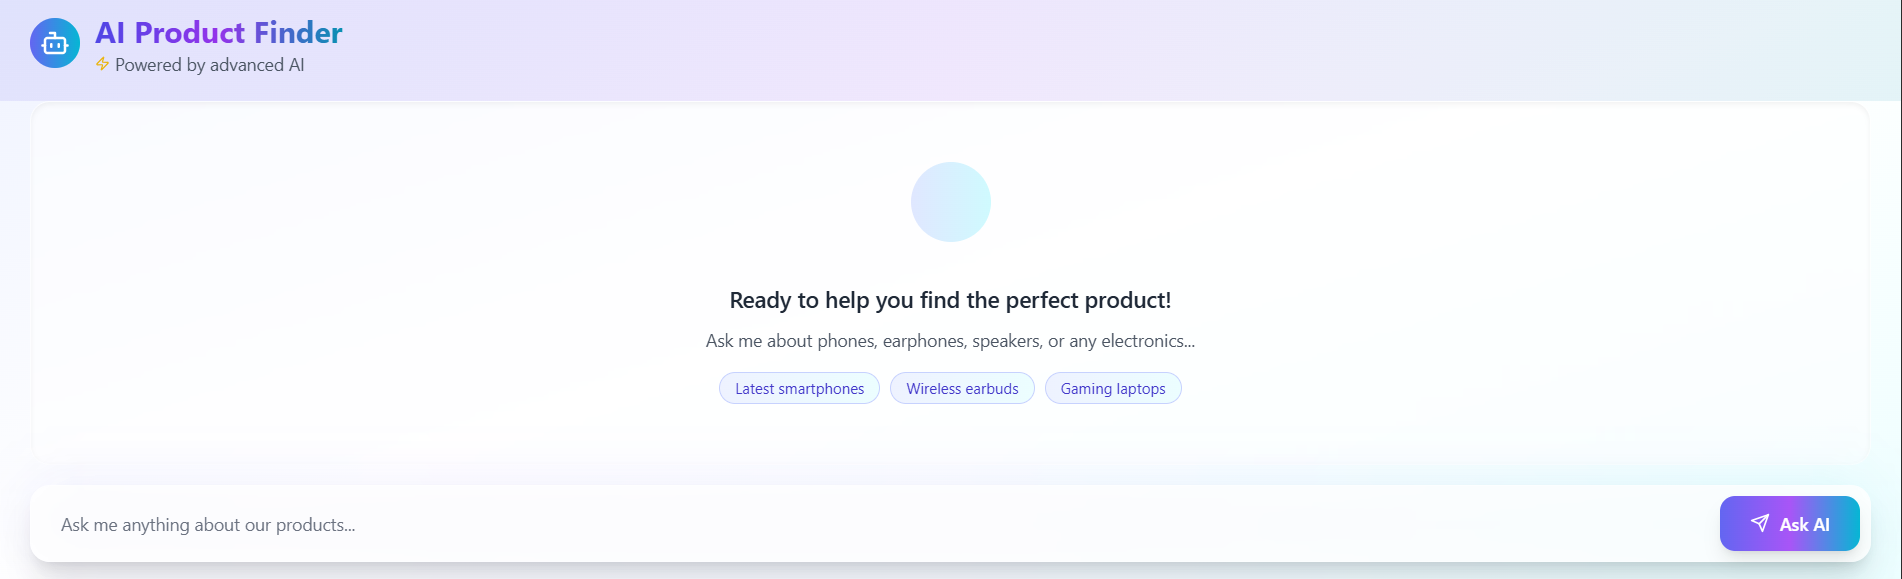 AI Product Finder
Powered by advanced AI
Ready to help you find the perfect product!
Ask me about phones, earphones, speakers, or any electronics...
Latest smartphones
Wireless earbuds
Gaming laptops
Ask me anything about our products...
Ask AI